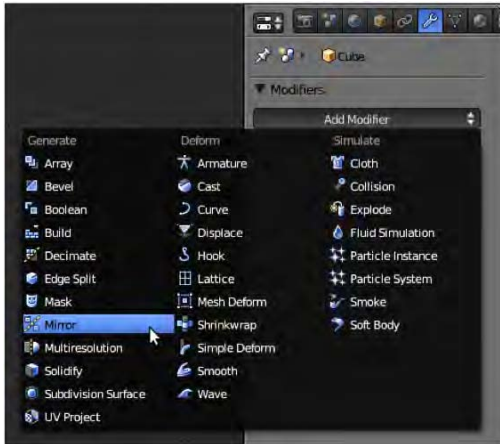 Cube
Modifiers
Add Modifier
Generate
Array
Bevel
Boolean
Build
Decimate
Edge Split
Mask
Mirror
Multiresolution
Solidify
Subdivision Surface
UV Project
Deform
Armature
Cast
Curve
Displace
Hook
Lattice
Mesh Deform
Shrinkwrap
Simple Deform
Smooth
Wave
Simulate
Cloth
Collision
Explode
Fluid Simulation
Particle Instance
Particle System
Smoke
Soft Body